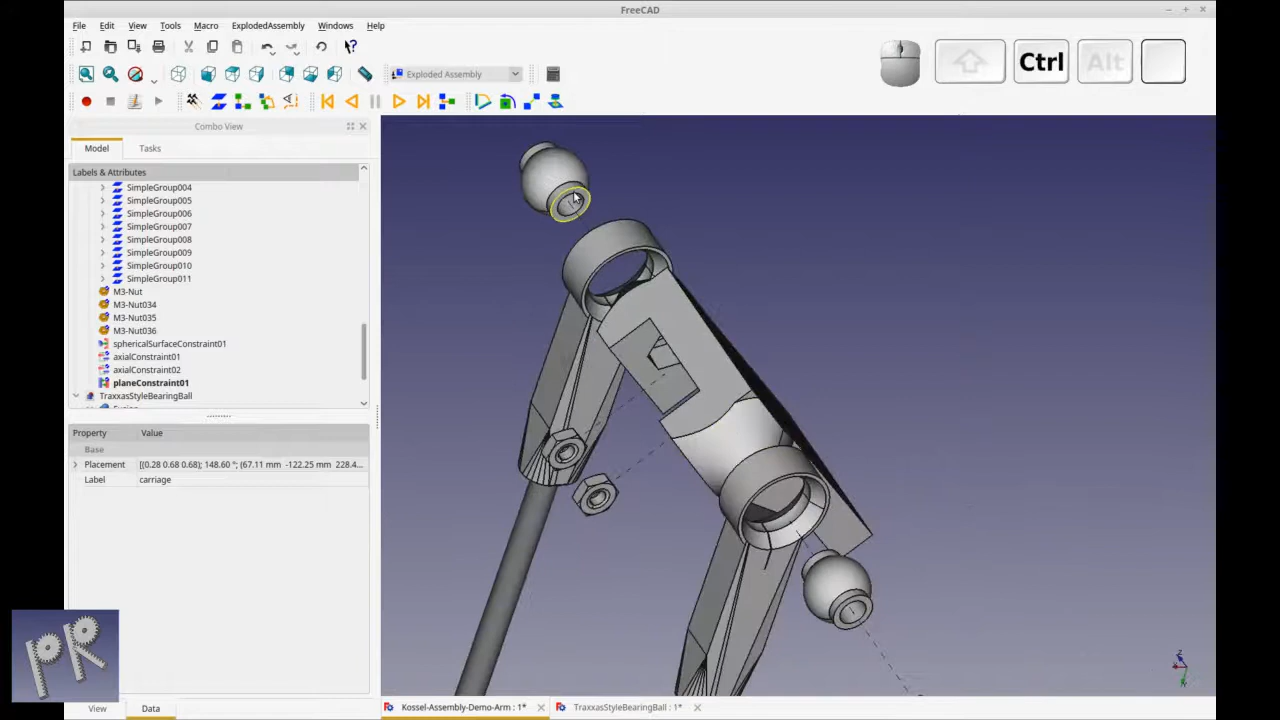 FreeCAD
File Edit View Tools Macro ExplodedAssembly Windows Help
Exploded Assembly
Ctrl
Alt
Combo View
Model Tasks
Labels & Attributes
SimpleGroup004
SimpleGroup005
SimpleGroup006
SimpleGroup007
SimpleGroup008
SimpleGroup009
SimpleGroup010
SimpleGroup011
M3-Nut
M3-Nut034
M3-Nut035
M3-Nut036
sphericalSurfaceConstraint01
axialConstraint01
axialConstraint02
planeConstraint01
TraxxasStyleBearingBall
Property Value
Base
Placement [(0.28 0.68 0.68); 148.60 °; (67.11 mm -122.25 mm 228.4...
Label carriage
View Data
Kossel-Assembly-Demo-Arm : 1*
TraxxasStyleBearingBall : 1*
PR